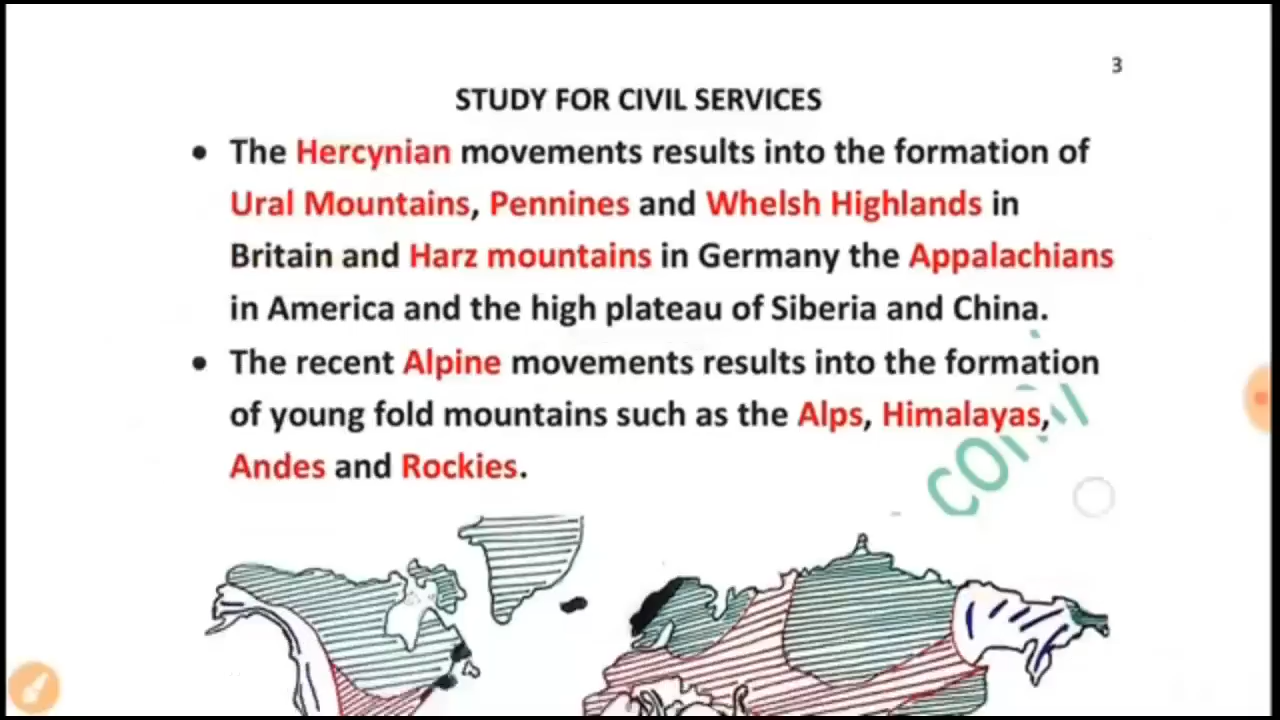 3
STUDY FOR CIVIL SERVICES
• The Hercynian movements results into the formation of
Ural Mountains, Pennines and Whelsh Highlands in
Britain and Harz mountains in Germany the Appalachians
in America and the high plateau of Siberia and China.
• The recent Alpine movements results into the formation
of young fold mountains such as the Alps, Himalayas,
Andes and Rockies.